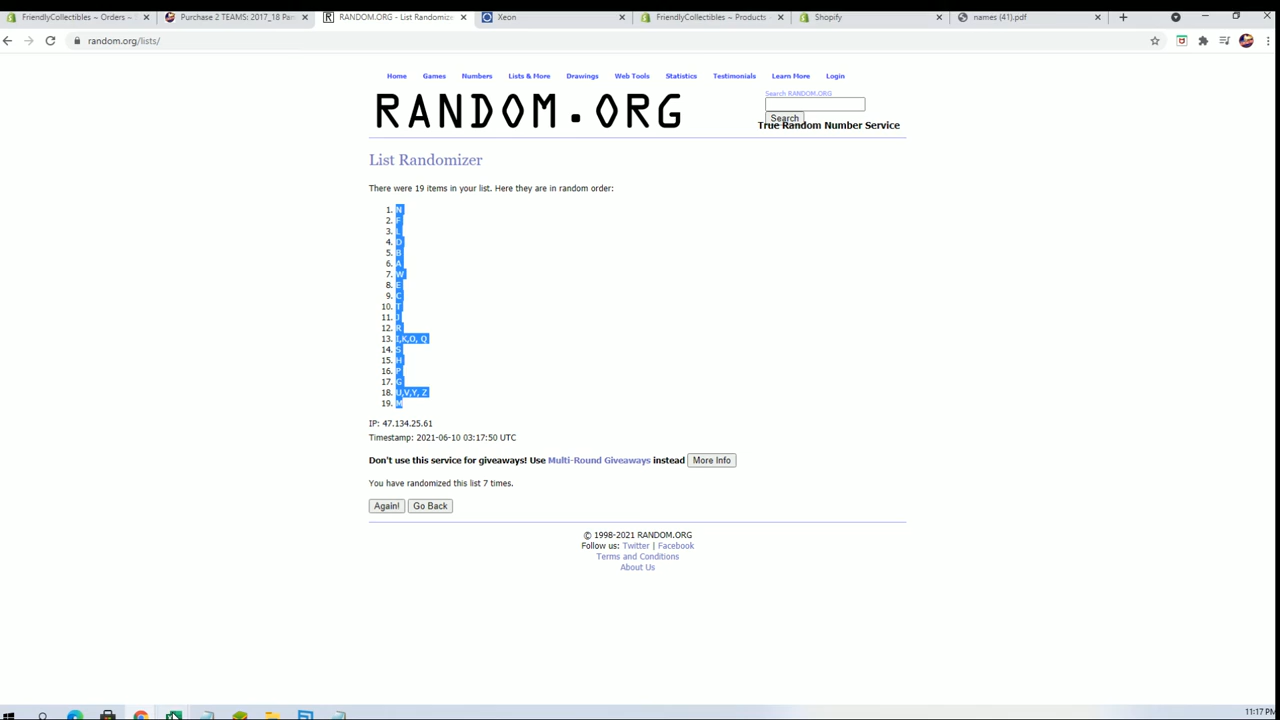 FriendlyCollectibles ~ Orders ~
Purchase 2 TEAMS: 2017_18 Pa
RANDOM.ORG - List Randomize
Xeon
FriendlyCollectibles ~ Products ~
Shopify
names (41).pdf
random.org/lists/
Home Games Numbers Lists & More Drawings Web Tools Statistics Testimonials Learn More Login
Search RANDOM.ORG
RANDOM.ORG
Search
True Random Number Service
List Randomizer
There were 19 items in your list. Here they are in random order:
1. N
2. F
3. L
4. D
5. B
6. A
7. W
8. E
9. C
10. T
11. J
12. R
13. I,K,O, Q
14. S
15. H
16. P
17. G
18. U,V,Y, Z
19. M
IP: 47.134.25.61
Timestamp: 2021-06-10 03:17:50 UTC
Don't use this service for giveaways! Use Multi-Round Giveaways instead More Info
You have randomized this list 7 times.
Again! Go Back
© 1998-2021 RANDOM.ORG
Follow us: Twitter | Facebook
Terms and Conditions
About Us
11:17 PM